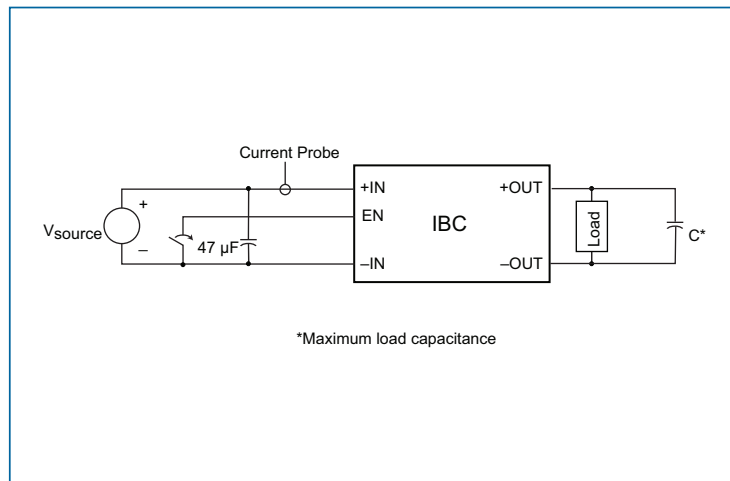 Current Probe
+IN
+OUT
+
EN
IBC
Load
Vsource
C*
47 µF
–
–IN
–OUT
*Maximum load capacitance